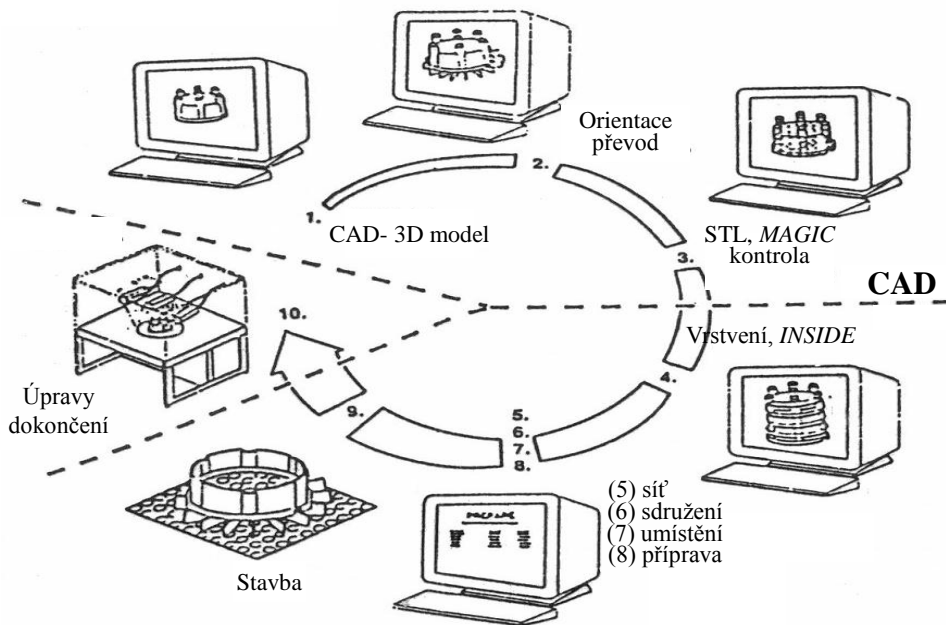 Orientace
převod
2.
1.
CAD- 3D model
STL, MAGIC
kontrola
3.
CAD
10.
Vrstvení, INSIDE
4.
Úpravy
dokončení
9.
5.
6.
7.
8.
PREPARE
(5) síť
(6) sdružení
(7) umístění
(8) příprava
Stavba